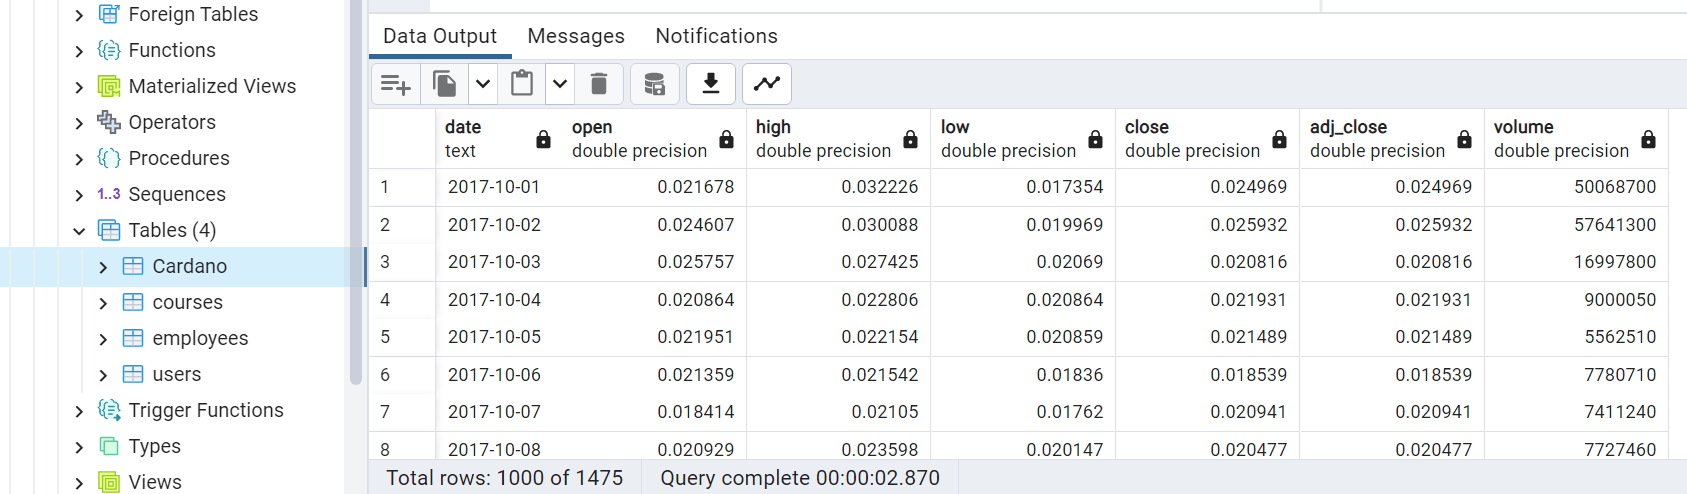 Foreign Tables
Functions
Materialized Views
Operators
Procedures
1..3 Sequences
Tables (4)
Cardano
courses
employees
users
Trigger Functions
Types
Views
Data Output Messages Notifications
date open high low close adj_close volume
text double precision double precision double precision double precision double precision double precision
1 2017-10-01 0.021678 0.032226 0.017354 0.024969 0.024969 50068700
2 2017-10-02 0.024607 0.030088 0.019969 0.025932 0.025932 57641300
3 2017-10-03 0.025757 0.027425 0.02069 0.020816 0.020816 16997800
4 2017-10-04 0.020864 0.022806 0.020864 0.021931 0.021931 9000050
5 2017-10-05 0.021951 0.022154 0.020859 0.021489 0.021489 5562510
6 2017-10-06 0.021359 0.021542 0.01836 0.018539 0.018539 7780710
7 2017-10-07 0.018414 0.02105 0.01762 0.020941 0.020941 7411240
8 2017-10-08 0.020929 0.023598 0.020147 0.020477 0.020477 7727460
Total rows: 1000 of 1475 Query complete 00:00:02.870